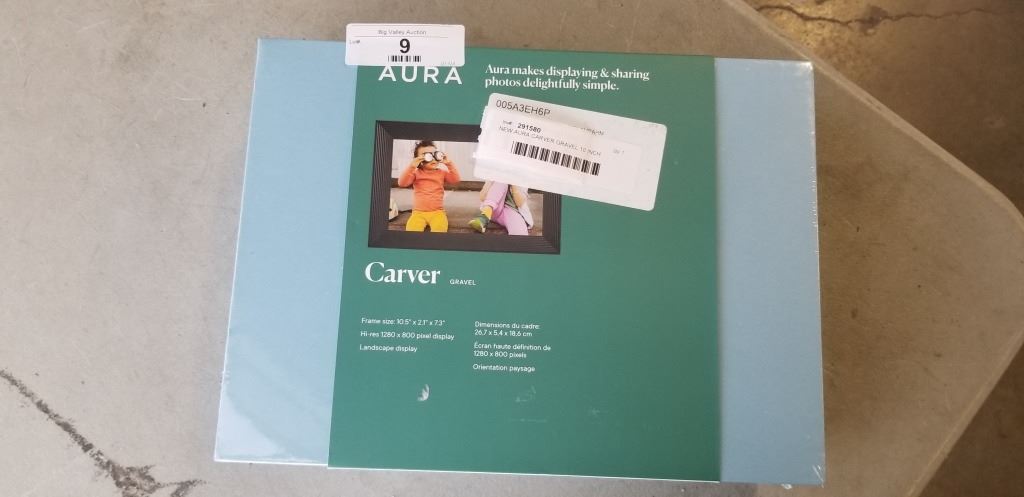 Big Valley Auction
Lot#
9
AURA
Aura makes displaying & sharing
photos delightfully simple.
005A3EH6P
291580
NEW AURA CARVER GRAVEL 10 INCH
Carver GRAVEL
Frame size: 10.5" x 2.1" x 7.3"
Hi-res 1280 x 800 pixel display
Landscape display
Dimensions du cadre:
26,7 x 5,4 x 18,6 cm
Écran haute définition de
1280 x 800 pixels
Orientation paysage